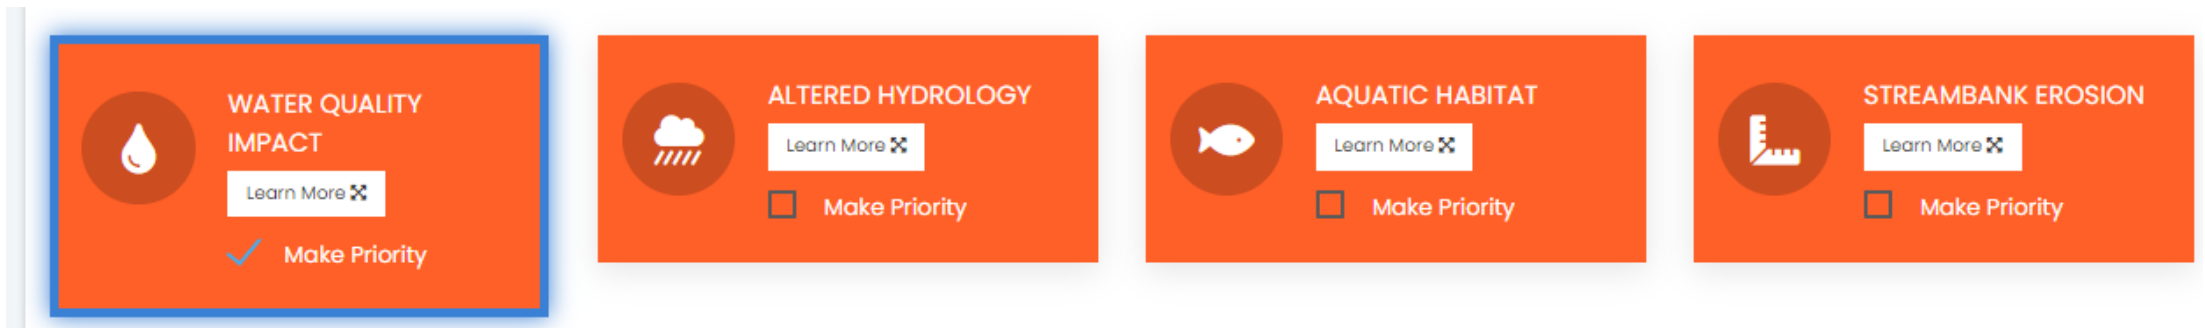 WATER QUALITY
IMPACT
Learn More
Make Priority
ALTERED HYDROLOGY
Learn More
Make Priority
AQUATIC HABITAT
Learn More
Make Priority
STREAMBANK EROSION
Learn More
Make Priority